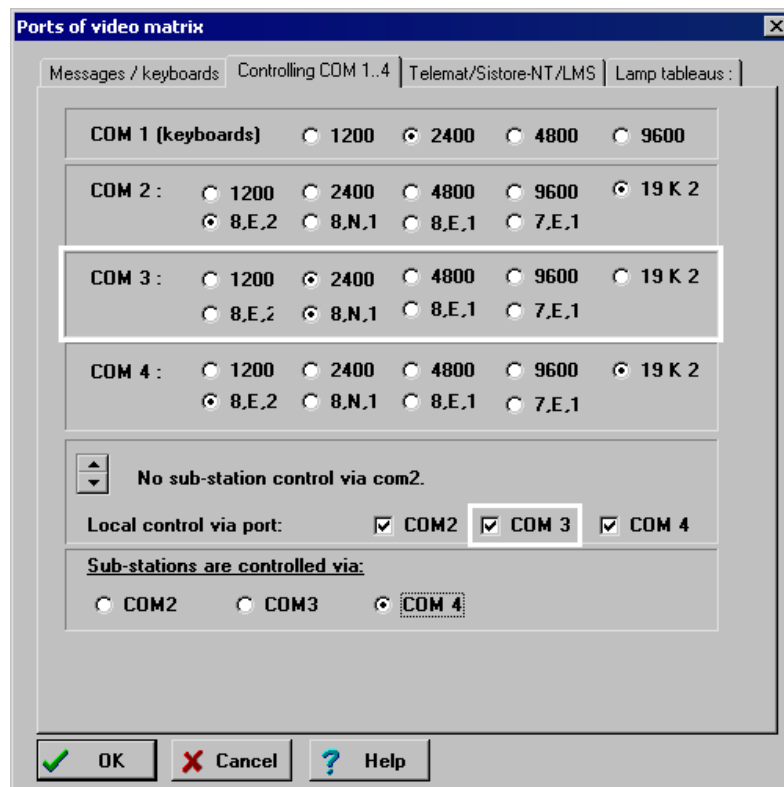 Ports of video matrix
Messages / keyboards Controlling COM 1..4 Telemat/Sistore-NT/LMS Lamp tableaus :
COM 1 (keyboards) 1200 2400 4800 9600
COM 2 : 1200 2400 4800 9600 19 K 2
8,E,2 8,N,1 8,E,1 7,E,1
COM 3 : 1200 2400 4800 9600 19 K 2
8,E,2 8,N,1 8,E,1 7,E,1
COM 4 : 1200 2400 4800 9600 19 K 2
8,E,2 8,N,1 8,E,1 7,E,1
No sub-station control via com2.
Local control via port: COM2 COM 3 COM 4
Sub-stations are controlled via:
COM2 COM3 COM 4
OK Cancel ? Help